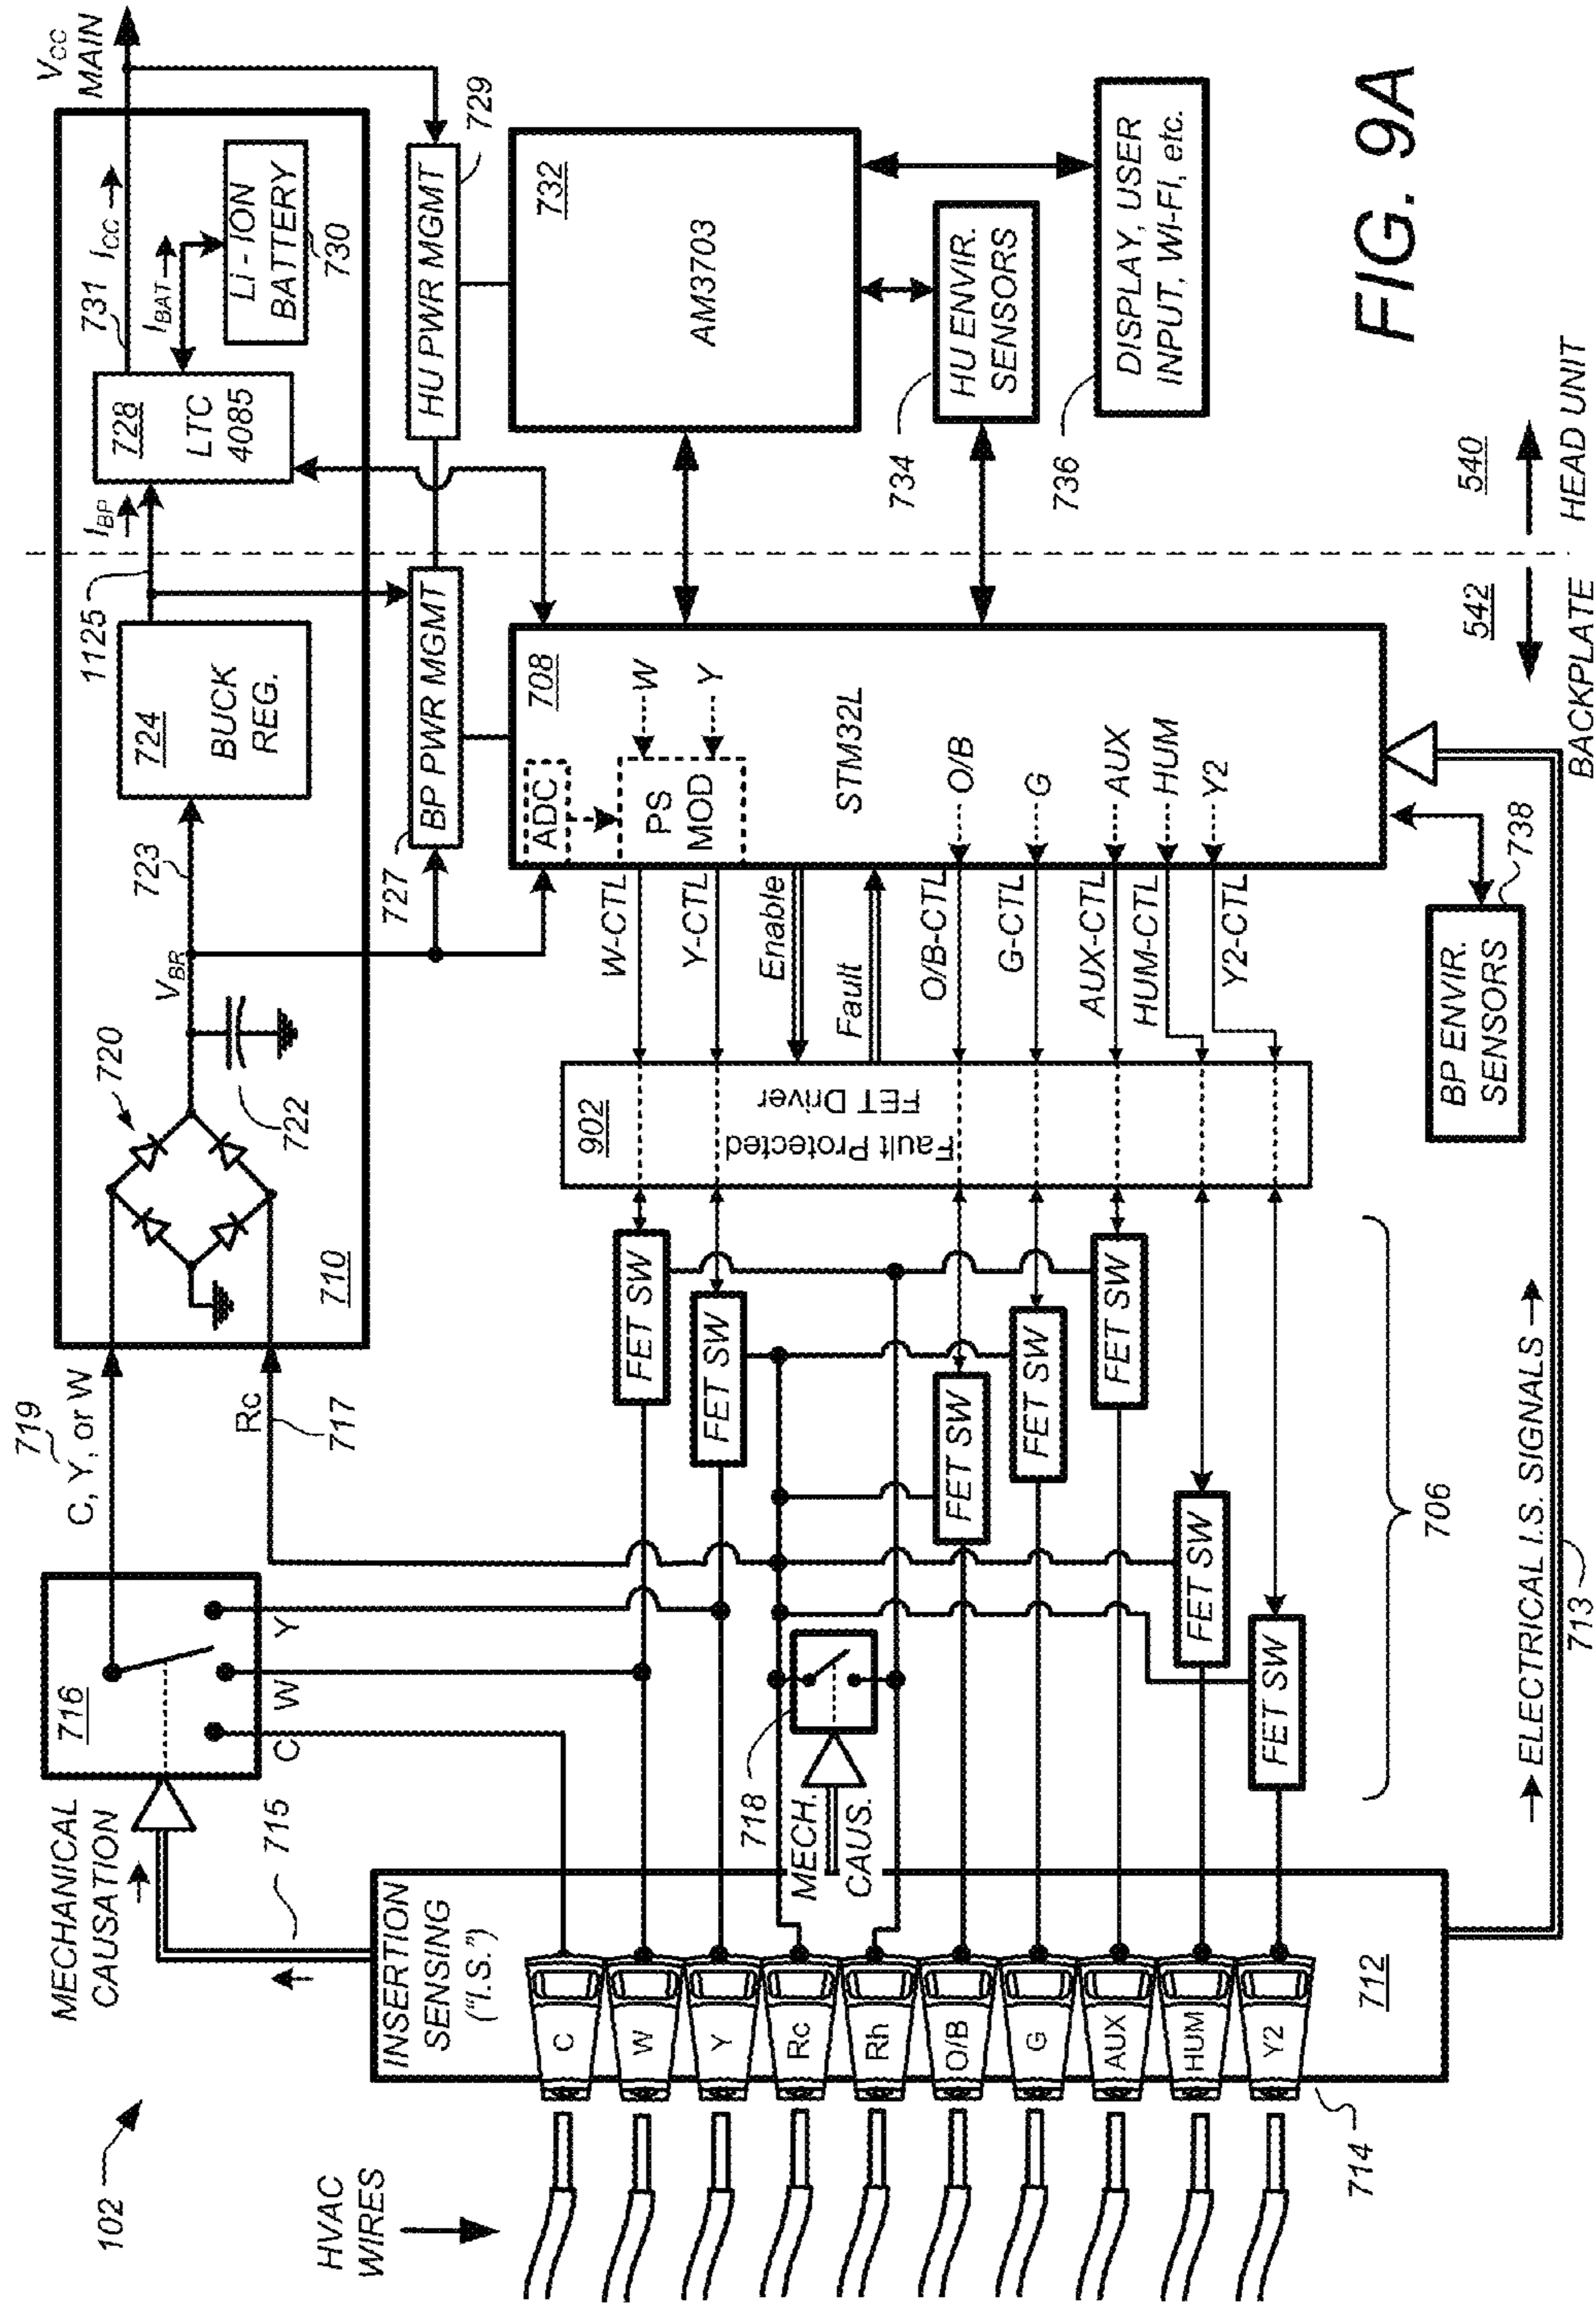 102
HVAC
WIRES
MECHANICAL
CAUSATION
715
716
C
W
Y
719
C, Y, or W
Rc
717
710
720
722
VBR
723
724
BUCK
REG.
1125
IBP
728
LTC
4085
731
ICC
IBAT
Li - ION
BATTERY
730
VCC
MAIN
727
BP PWR MGMT
HU PWR MGMT
729
INSERTION
SENSING
("I.S.")
C
W
Y
Rc
Rh
O/B
G
AUX
HUM
Y2
712
714
MECH.
CAUS.
718
FET SW
FET SW
FET SW
FET SW
FET SW
FET SW
FET SW
706
902
Fault Protected
FET Driver
W-CTL
Y-CTL
Enable
Fault
O/B-CTL
G-CTL
AUX-CTL
HUM-CTL
Y2-CTL
ADC
PS
MOD
708
W
Y
STM32L
O/B
G
AUX
HUM
Y2
732
AM3703
734
HU ENVIR.
SENSORS
736
DISPLAY, USER
INPUT, WI-FI, etc.
BP ENVIR.
SENSORS
738
ELECTRICAL I.S. SIGNALS
713
542
BACKPLATE
540
HEAD UNIT
FIG. 9A